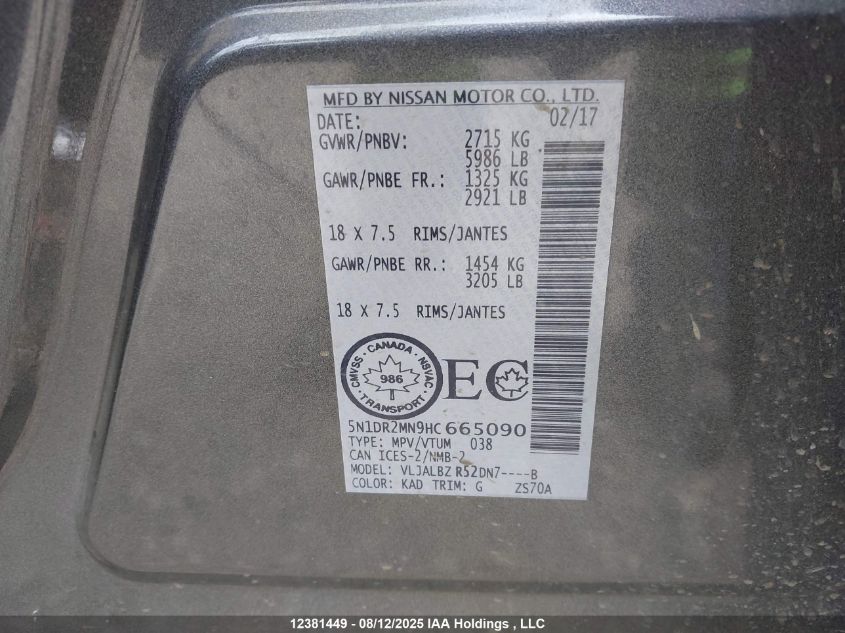 MFD BY NISSAN MOTOR CO., LTD.
DATE: 02/17
GVWR/PNBV: 2715 KG
5986 LB
GAWR/PNBE FR.: 1325 KG
2921 LB
18 X 7.5 RIMS/JANTES
GAWR/PNBE RR.: 1454 KG
3205 LB
18 X 7.5 RIMS/JANTES
CANADA
CMVSS · NSVAC
986
TRANSPORT
EC
5N1DR2MN9HC665090
TYPE: MPV/VTUM 038
CAN ICES-2/NMB-2
MODEL: VLJALBZ R52DN7----B
COLOR: KAD TRIM: G ZS70A
12381449 - 08/12/2025 IAA Holdings , LLC